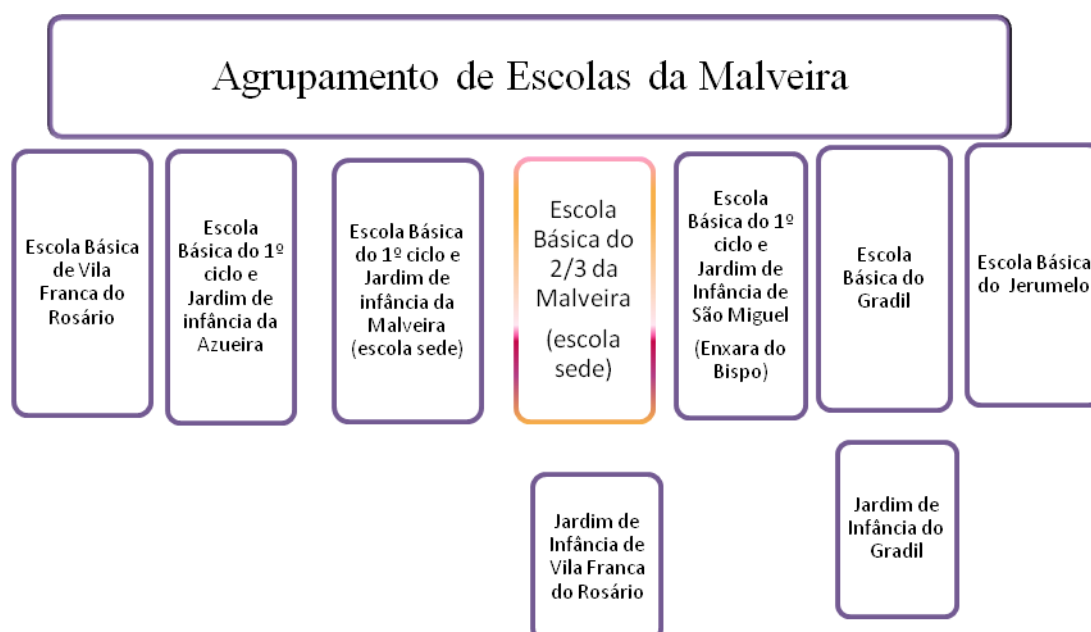 Agrupamento de Escolas da Malveira
Escola Básica
de Vila
Franca do
Rosário
Escola
Básica do 1º
ciclo e
Jardim de
infância da
Azueira
Escola Básica
do 1º ciclo e
Jardim de
infância da
Malveira
(escola sede)
Escola
Básica do
2/3 da
Malveira
(escola
sede)
Escola
Básica do 1º
ciclo e
Jardim de
Infância de
São Miguel
(Enxara do
Bispo)
Escola
Básica do
Gradil
Escola Básica
do Jerumelo
Jardim de
Infância de
Vila Franca
do Rosário
Jardim de
Infância do
Gradil